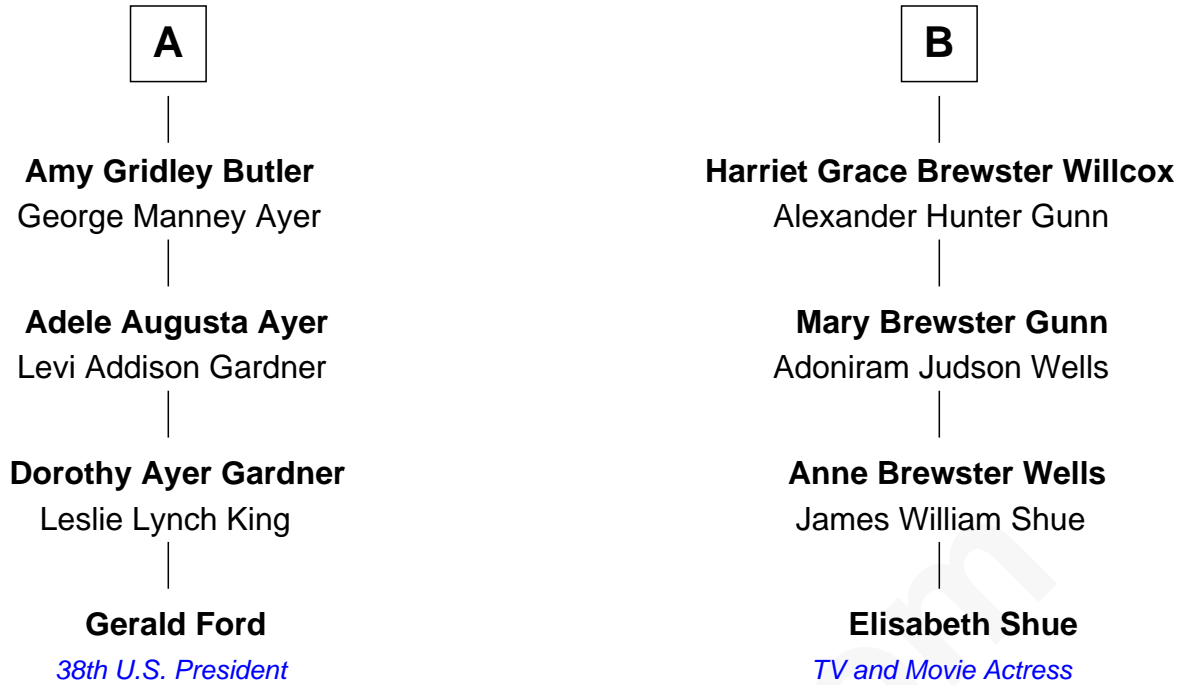 A
Amy Gridley Butler
George Manney Ayer
Adele Augusta Ayer
Levi Addison Gardner
Dorothy Ayer Gardner
Leslie Lynch King
Gerald Ford
38th U.S. President
B
Harriet Grace Brewster Willcox
Alexander Hunter Gunn
Mary Brewster Gunn
Adoniram Judson Wells
Anne Brewster Wells
James William Shue
Elisabeth Shue
TV and Movie Actress